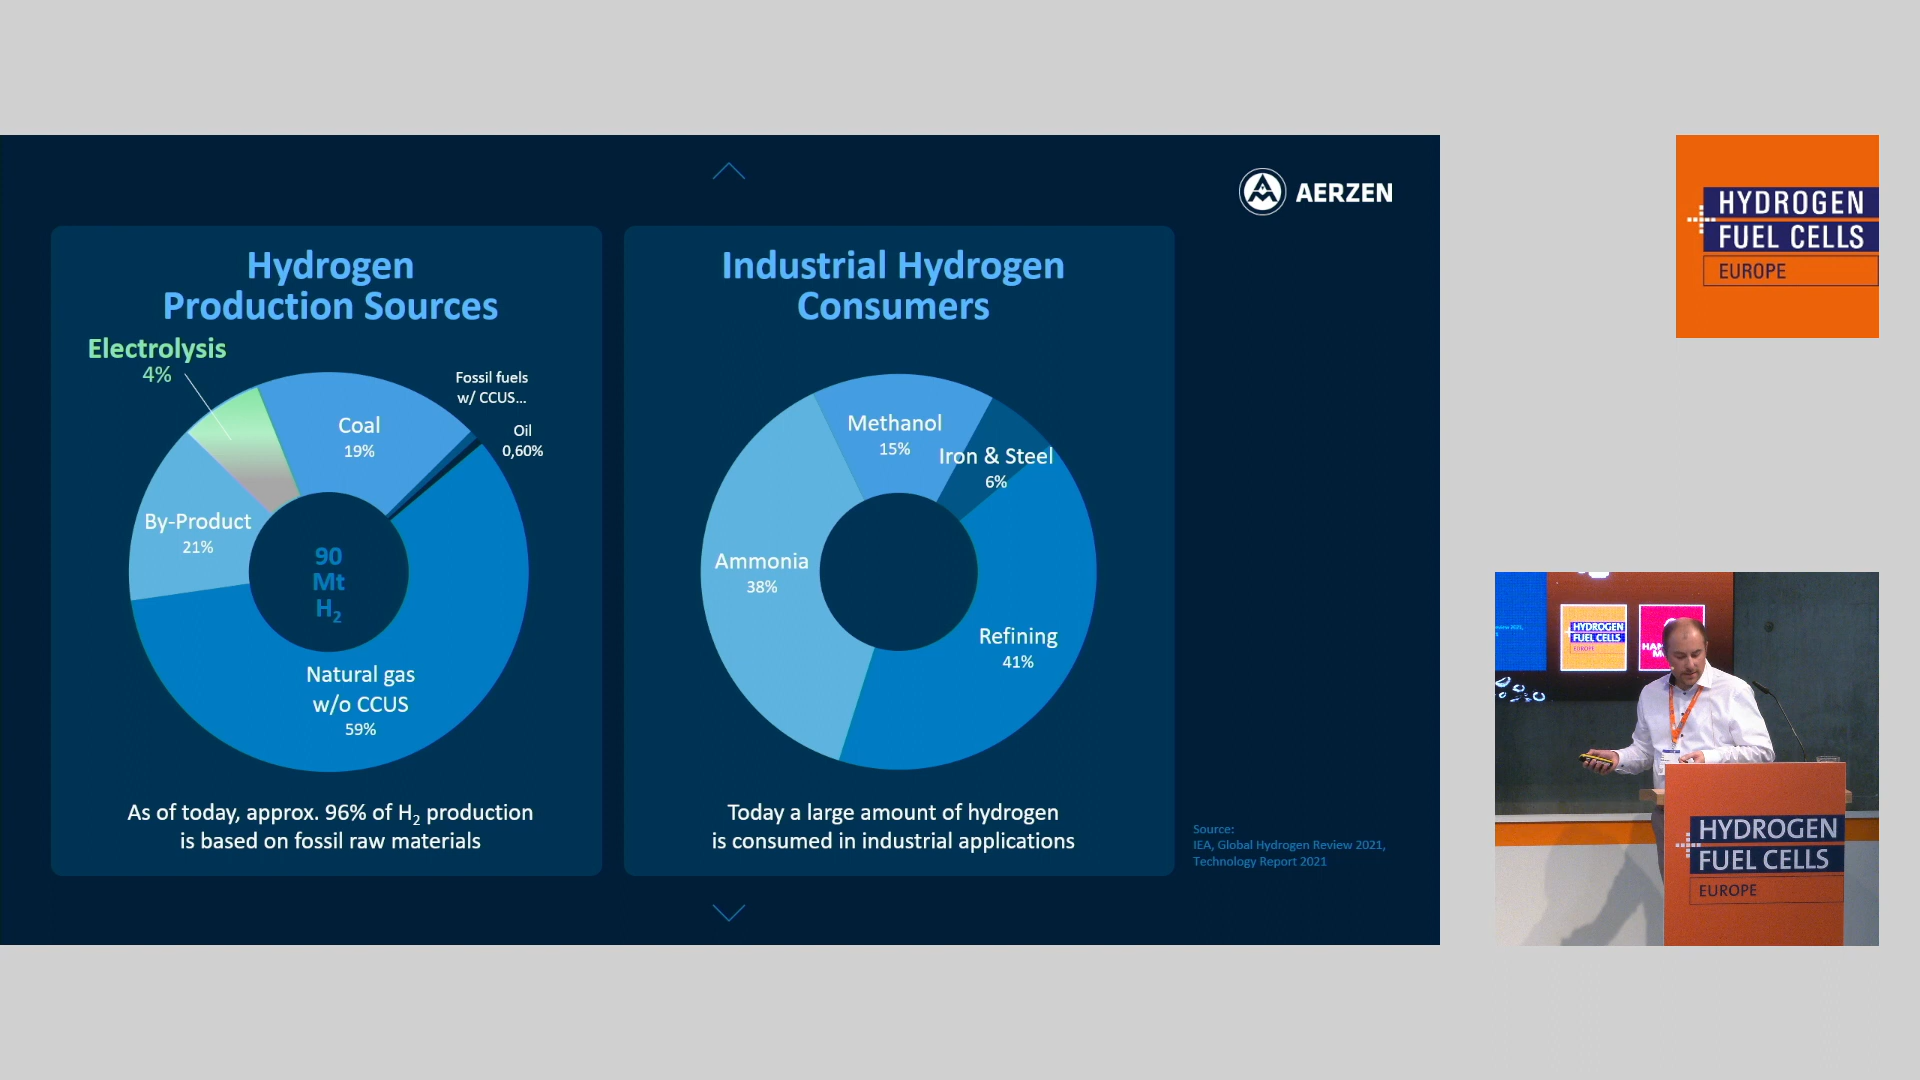 AERZEN
Hydrogen
Production Sources
Electrolysis
4%
Coal
19%
Fossil fuels
w/ CCUS...
Oil
0,60%
By-Product
21%
90
Mt
H₂
Natural gas
w/o CCUS
59%
As of today, approx. 96% of H₂ production
is based on fossil raw materials
Industrial Hydrogen
Consumers
Methanol
15%
Iron & Steel
6%
Ammonia
38%
Refining
41%
Today a large amount of hydrogen
is consumed in industrial applications
Source:
IEA, Global Hydrogen Review 2021,
Technology Report 2021
HYDROGEN
FUEL CELLS
EUROPE
HYDROGEN
FUEL CELLS
EUROPE
HYDROGEN
FUEL CELLS
EUROPE